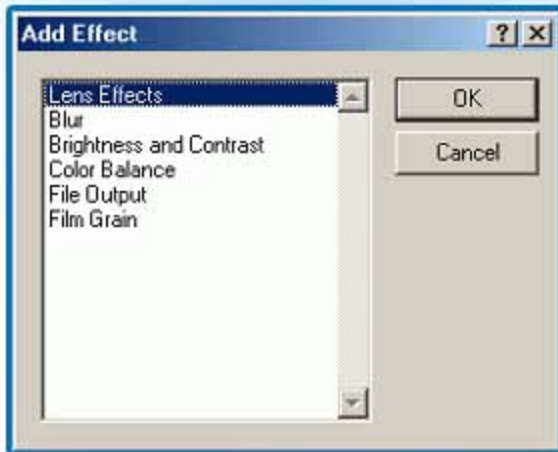 Add Effect
Lens Effects
Blur
Brightness and Contrast
Color Balance
File Output
Film Grain
OK
Cancel